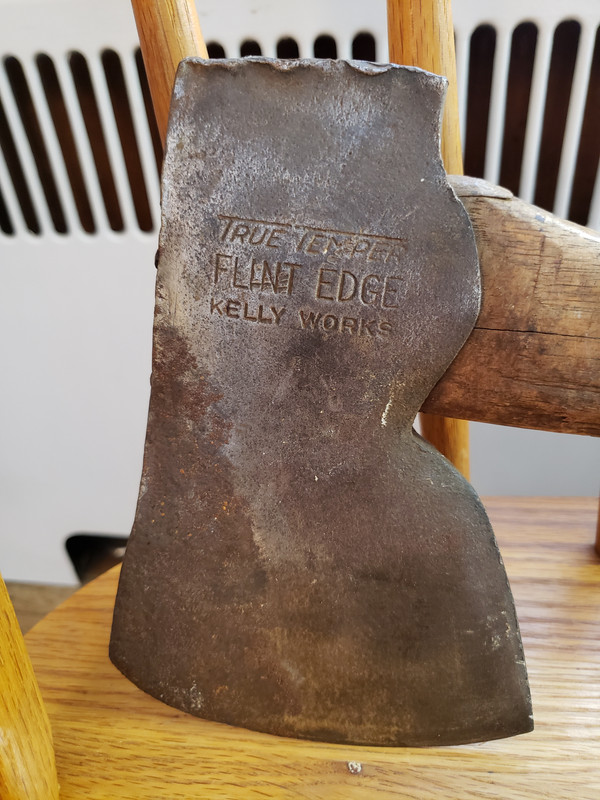 TRUE TEMPER
FLINT EDGE
KELLY WORKS